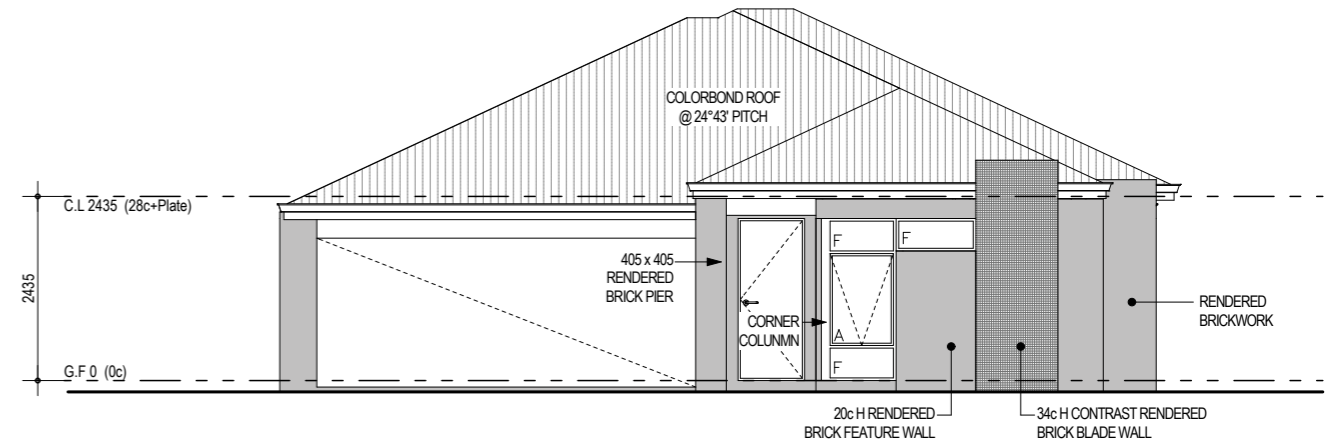 COLORBOND ROOF
@ 24°43' PITCH
C.L 2435 (28c+Plate)
2435
405 x 405
RENDERED
BRICK PIER
F
F
CORNER
COLUNMN
A
F
RENDERED
BRICKWORK
G.F 0 (0c)
20c H RENDERED
BRICK FEATURE WALL
34c H CONTRAST RENDERED
BRICK BLADE WALL